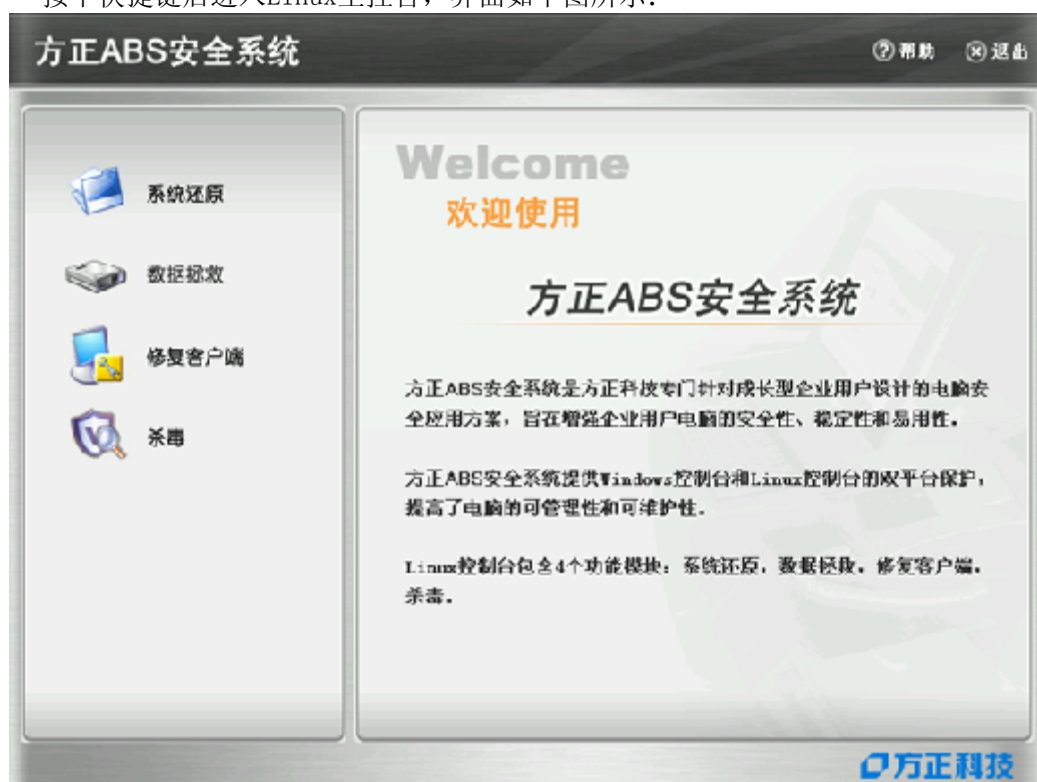 按下快捷键后进入Linux主控台，界面如下图所示：
方正ABS安全系统
帮助 退出
系统还原
数据拯救
修复客户端
杀毒
Welcome
欢迎使用
方正ABS安全系统
方正ABS安全系统是方正科技专门针对成长型企业用户设计的电脑安
全应用方案，旨在增强企业用户电脑的安全性、稳定性和易用性。
方正ABS安全系统提供Windows控制台和Linux控制台的双平台保护，
提高了电脑的可管理性和可维护性.
Linux控制台包含4个功能模块：系统还原，数据拯救，修复客户端，
杀毒.
方正科技